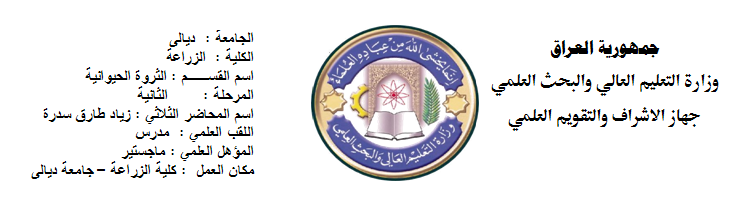 جمهورية العراق
وزارة التعليم العالي والبحث العلمي
جهاز الاشراف والتقويم العلمي
إنما يخشى الله من عباده العلماء
وزارة التعليم العالي والبحث العلمي
الجامعة : ديالى
الكلية : الزراعة
اسم القســـم : الثروة الحيوانية
المرحلة : الثانية
اسم المحاضر الثلاثي : زياد طارق سدرة
اللقب العلمي : مدرس
المؤهل العلمي : ماجستير
مكان العمل : كلية الزراعة – جامعة ديالى